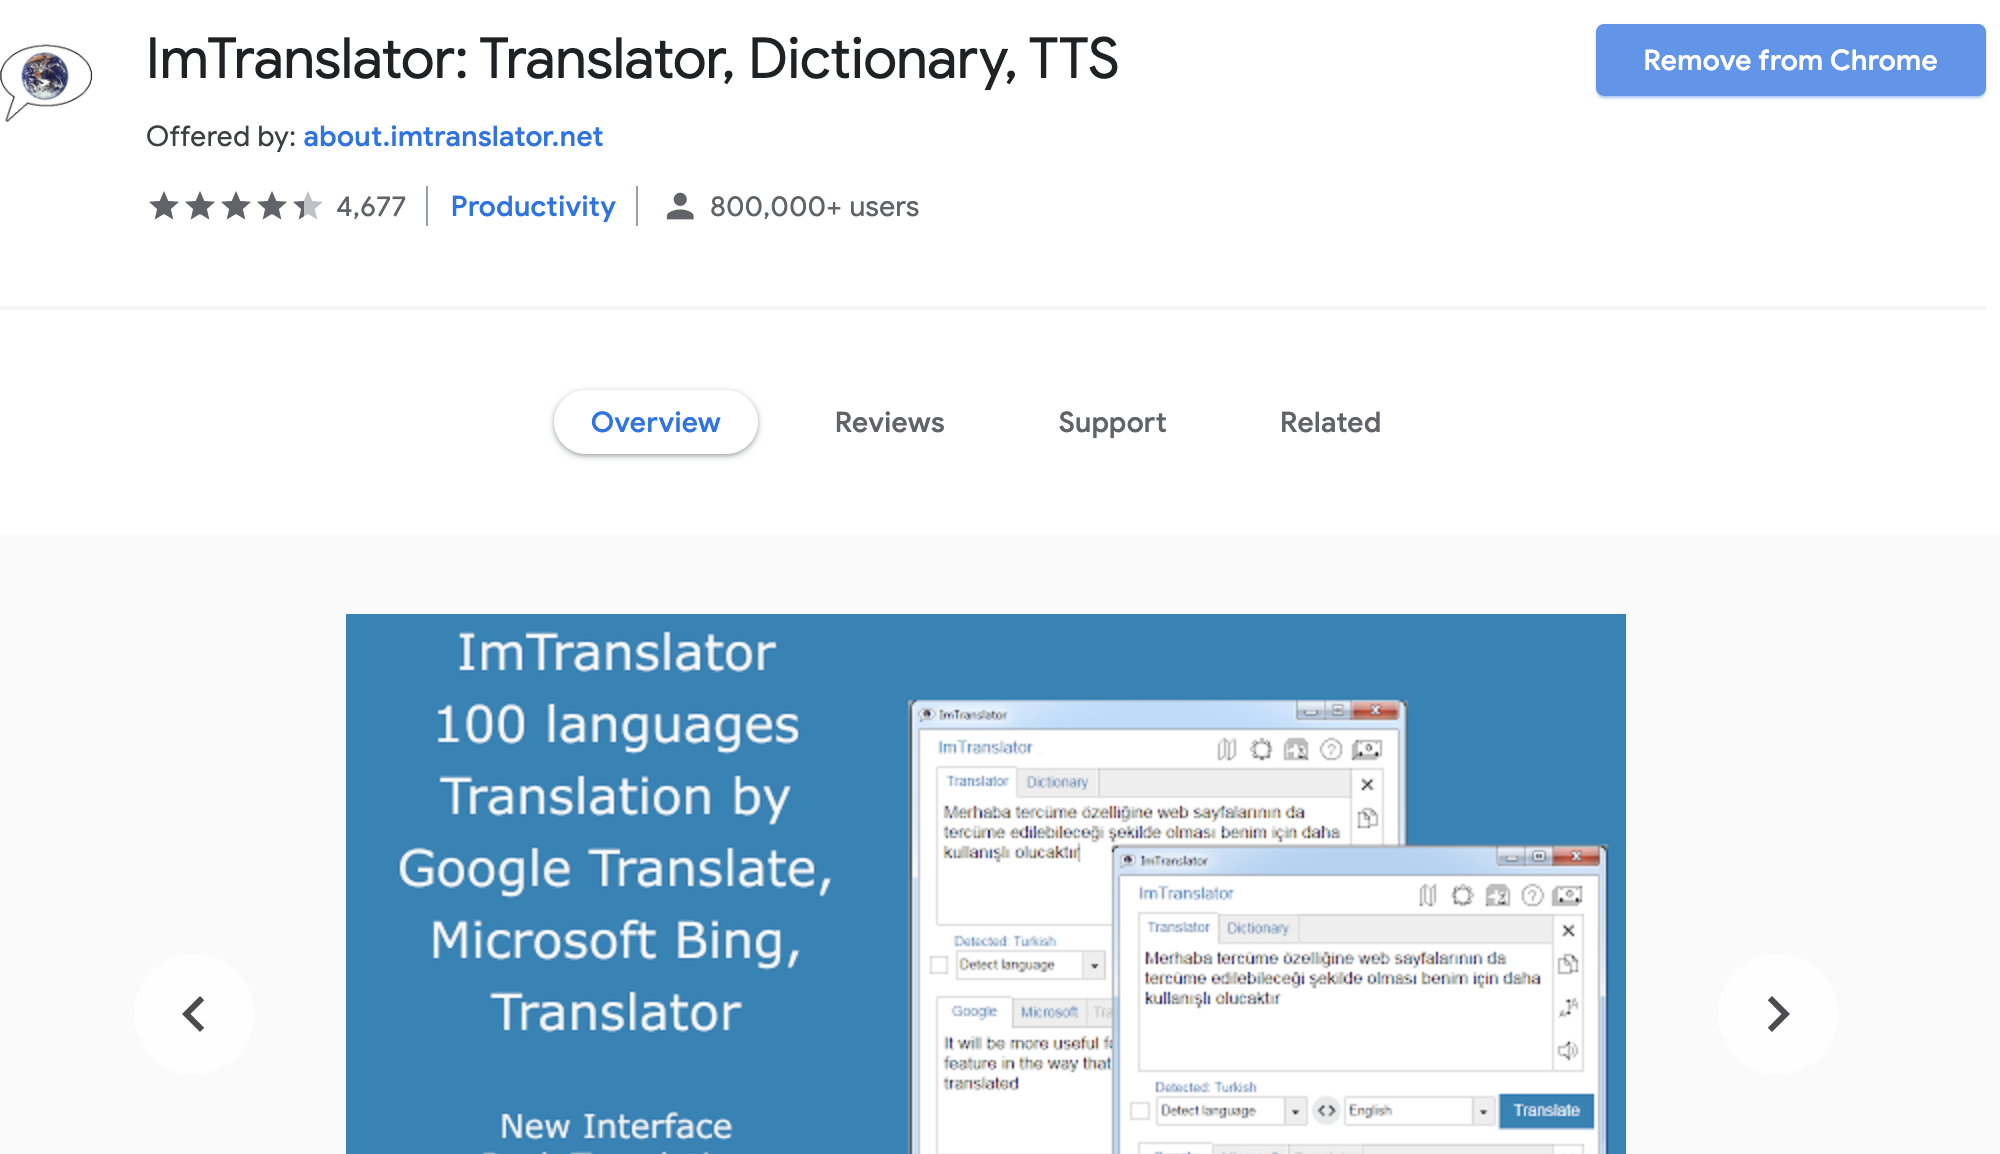 ImTranslator: Translator, Dictionary, TTS
Remove from Chrome
Offered by: about.imtranslator.net
4,677
Productivity
800,000+ users
Overview
Reviews
Support
Related
ImTranslator
100 languages
Translation by
Google Translate,
Microsoft Bing,
Translator
New Interface
ImTranslator
ImTranslator
Translator
Dictionary
Merhaba tercüme özelliğine web sayfalarının da
tercüme edilebileceği şekilde olması benim için daha
kullanışlı olucaktır
Detected: Turkish
Detect language
Google
Microsoft
It will be more useful
feature in the way that
translated
ImTranslator
ImTranslator
Translator
Dictionary
Merhaba tercüme özelliğine web sayfalarının da
tercüme edilebileceği şekilde olması benim için daha
kullanışlı olucaktır
Detected: Turkish
Detect language
English
Translate